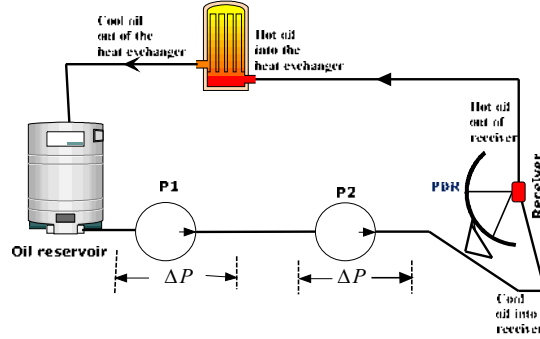 Cool oil
out of the
heat exchanger
Hot oil
into the
heat exchanger
Hot oil
out of
receiver
P1
P2
PDR
Receiver
Oil reservoir
ΔP
ΔP
Cool
oil into
receiver